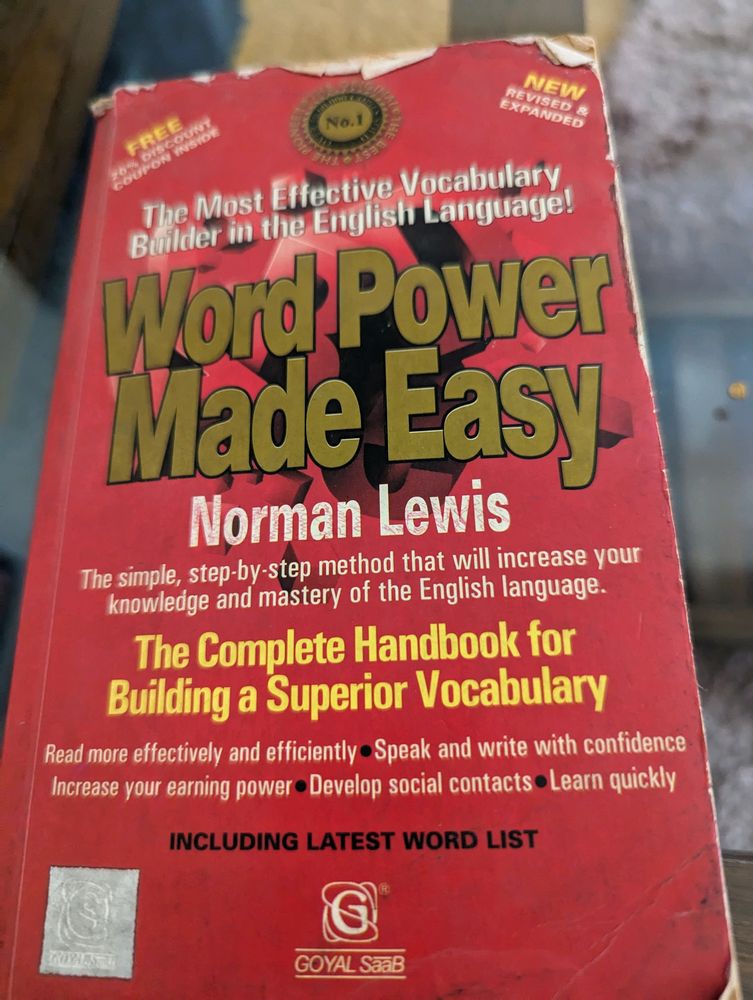 FREE
20% DISCOUNT
COUPON INSIDE
No.1
NEW
REVISED &
EXPANDED
The Most Effective Vocabulary
Builder in the English Language!
Word Power
Made Easy
Norman Lewis
The simple, step-by-step method that will increase your
knowledge and mastery of the English language.
The Complete Handbook for
Building a Superior Vocabulary
Read more effectively and efficiently●Speak and write with confidence
Increase your earning power●Develop social contacts●Learn quickly
INCLUDING LATEST WORD LIST
G®
GOYAL SaaB
GOYAL SaaB